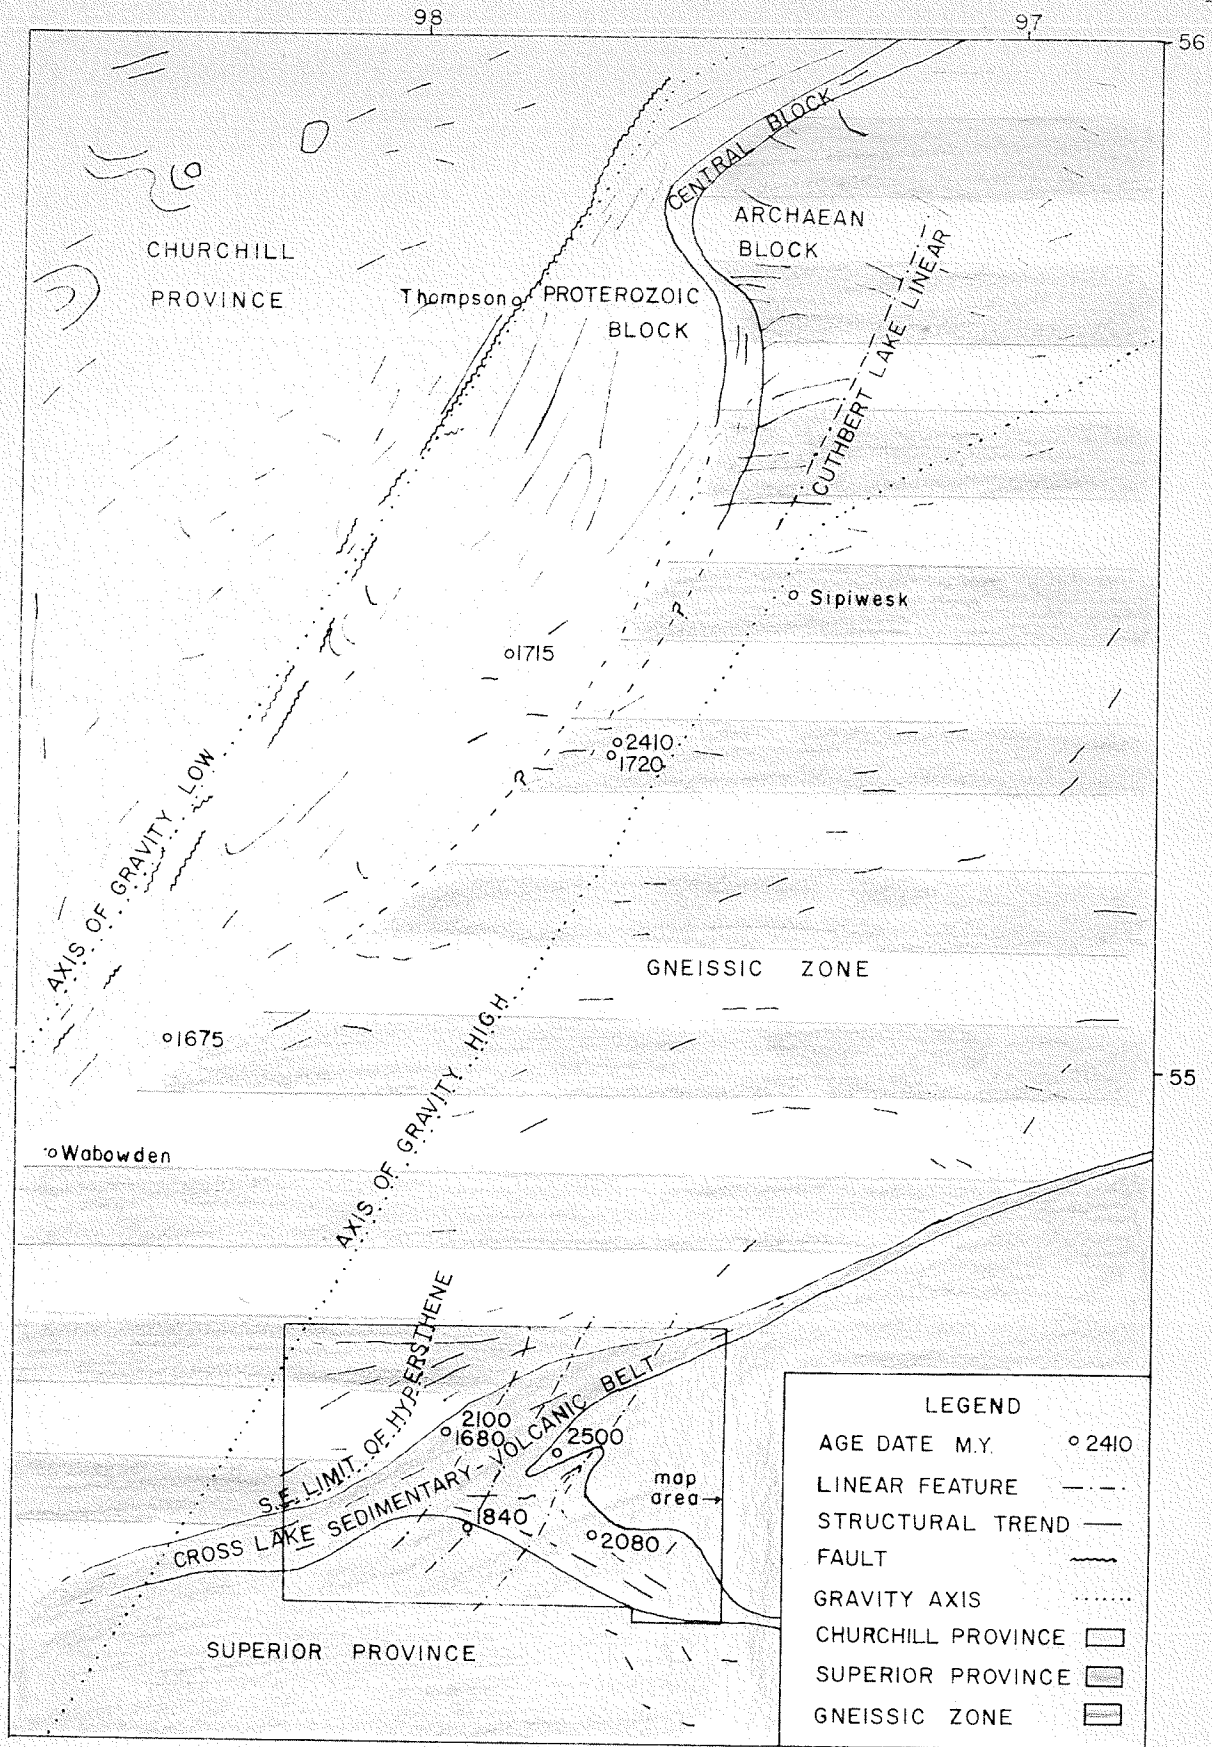 98
97
56
CENTRAL BLOCK
ARCHAEAN
BLOCK
CHURCHILL
PROVINCE
Thompson
PROTEROZOIC
BLOCK
CUTHBERT LAKE LINEAR
?
Sipiwesk
1715
2410
1720
?
AXIS OF GRAVITY LOW
GNEISSIC ZONE
1675
AXIS OF GRAVITY HIGH
55
Wabowden
S.E. LIMIT OF HYPERSTHENE
CROSS LAKE SEDIMENTARY-VOLCANIC BELT
2100
1680
2500
map
area
1840
2080
SUPERIOR PROVINCE
LEGEND
AGE DATE M.Y. 2410
LINEAR FEATURE
STRUCTURAL TREND
FAULT
GRAVITY AXIS
CHURCHILL PROVINCE
SUPERIOR PROVINCE
GNEISSIC ZONE